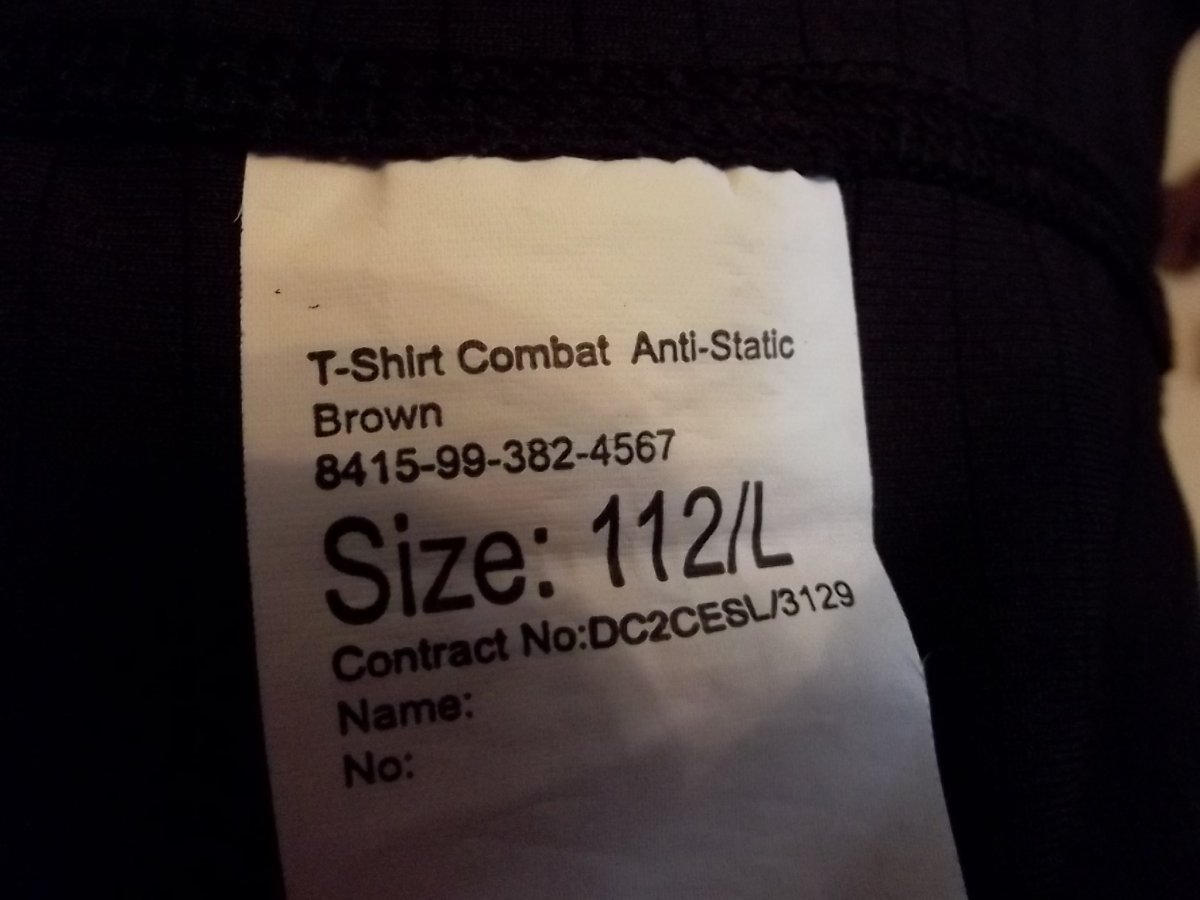 T-Shirt Combat Anti-Static
Brown
8415-99-382-4567
Size: 112/L
Contract No:DC2CESL/3129
Name:
No: